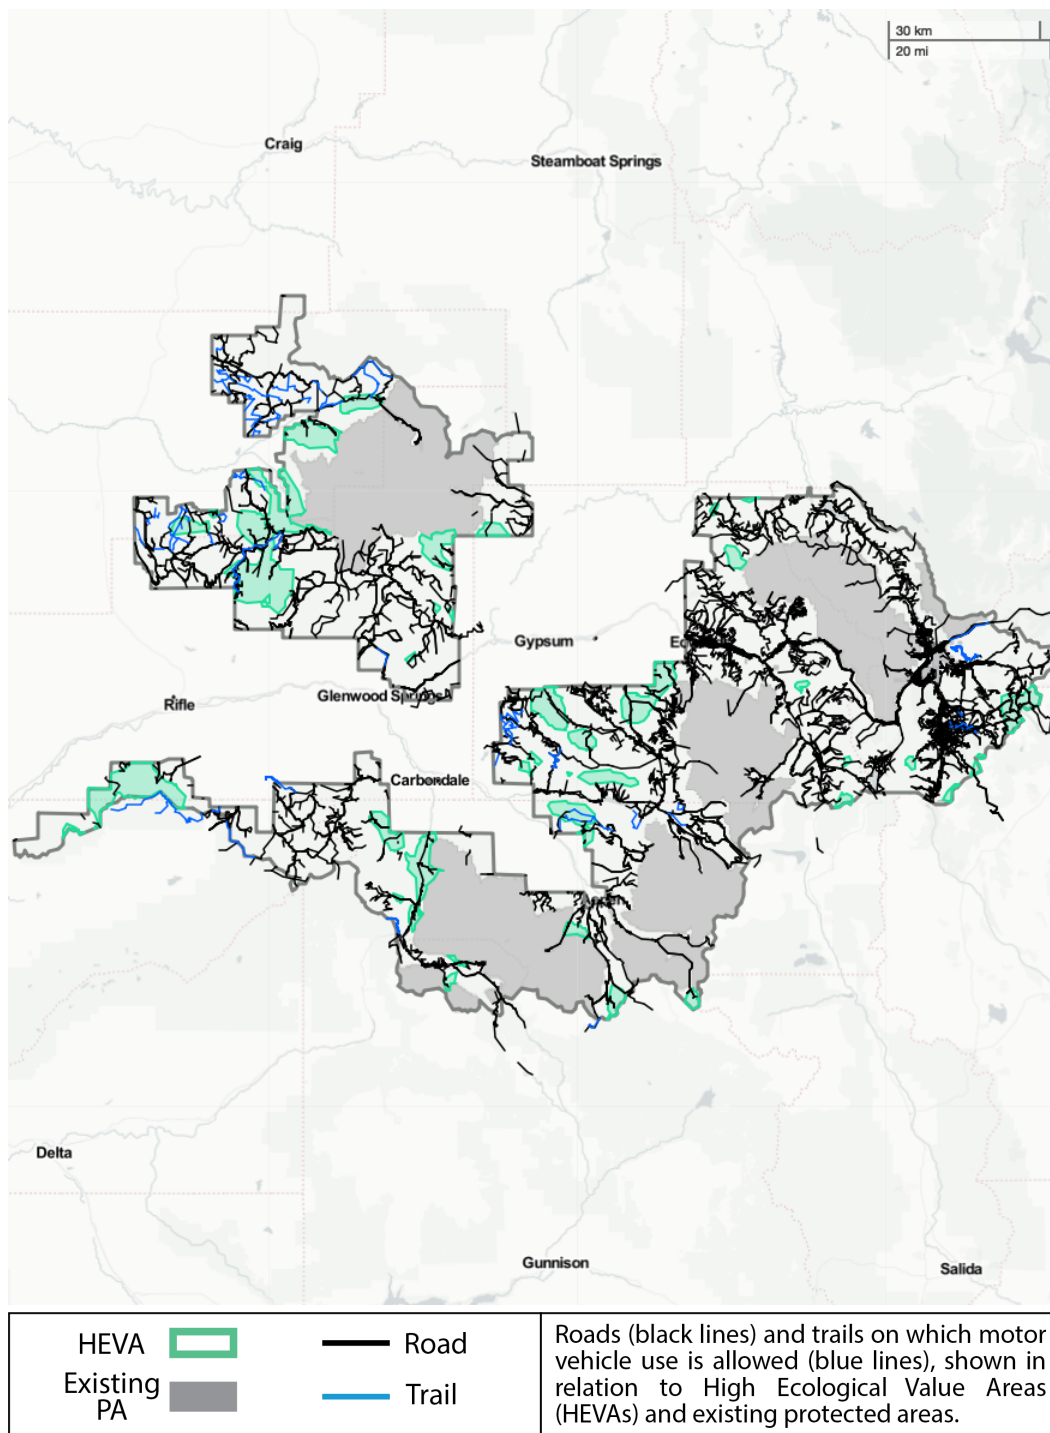 30 km
20 mi
Craig
Steamboat Springs
Gypsum
Glenwood Springs
Rifle
Carbondale
Delta
Gunnison
Salida
HEVA
Road
Existing
PA
Trail
Roads (black lines) and trails on which motor
vehicle use is allowed (blue lines), shown in
relation to High Ecological Value Areas
(HEVAs) and existing protected areas.